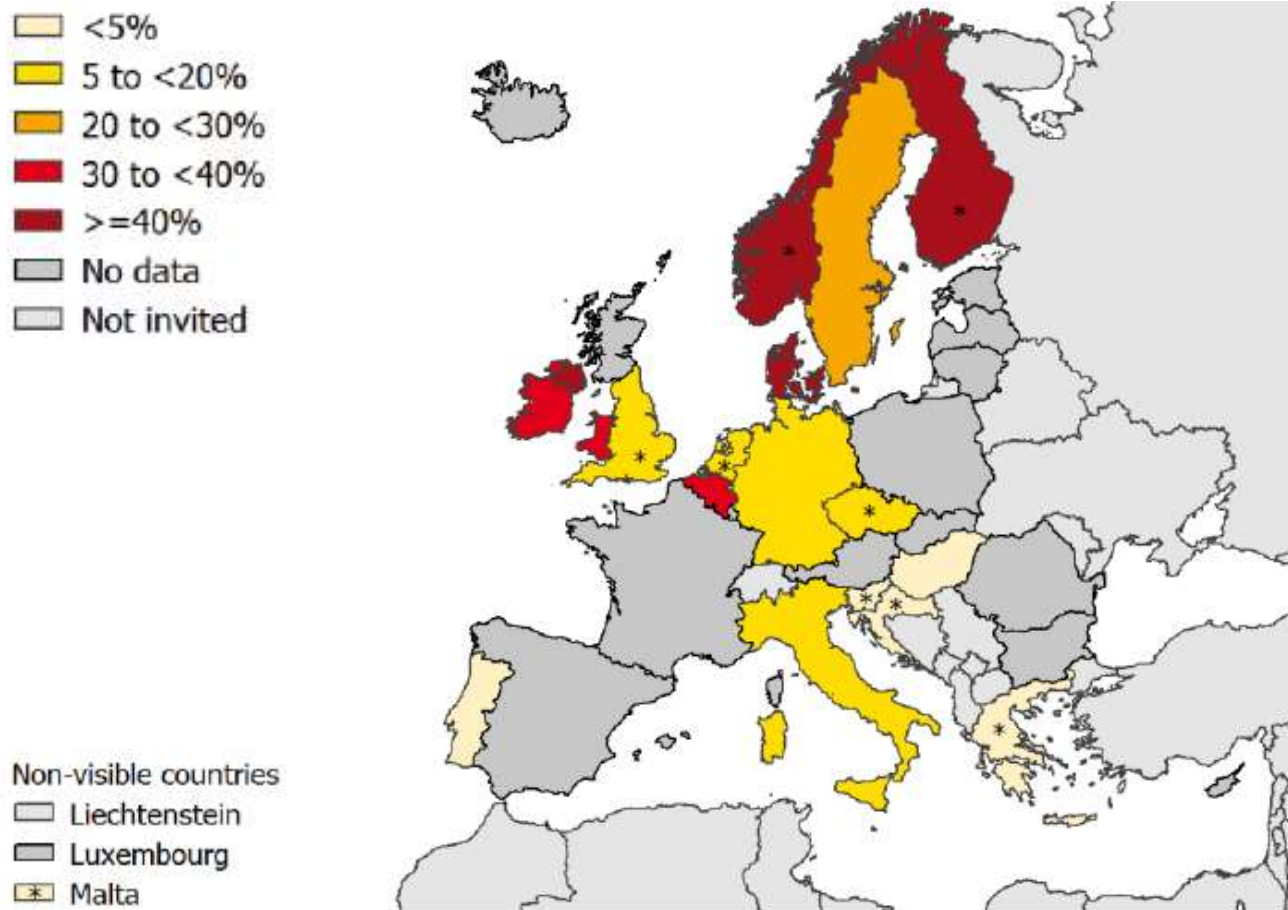 <5%
5 to <20%
20 to <30%
30 to <40%
>=40%
No data
Not invited
Non-visible countries
Liechtenstein
Luxembourg
* Malta